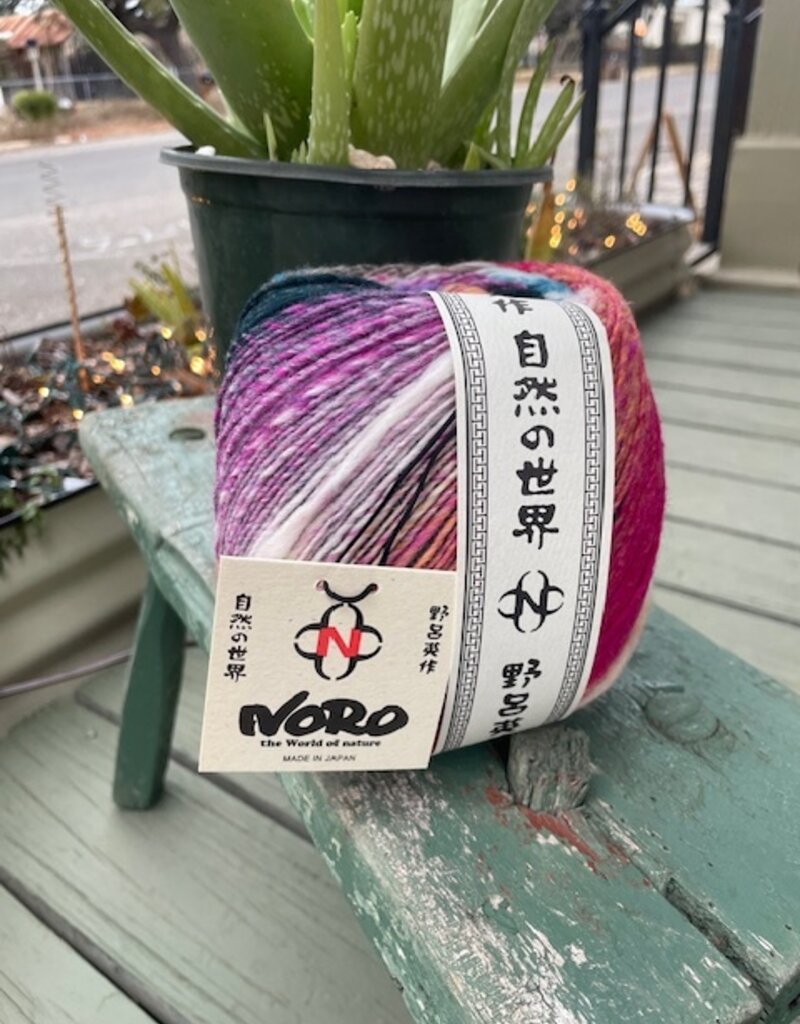 作
自然の世界
野呂英
自然の世界
野呂英作
N
NORO
the World of nature
MADE IN JAPAN